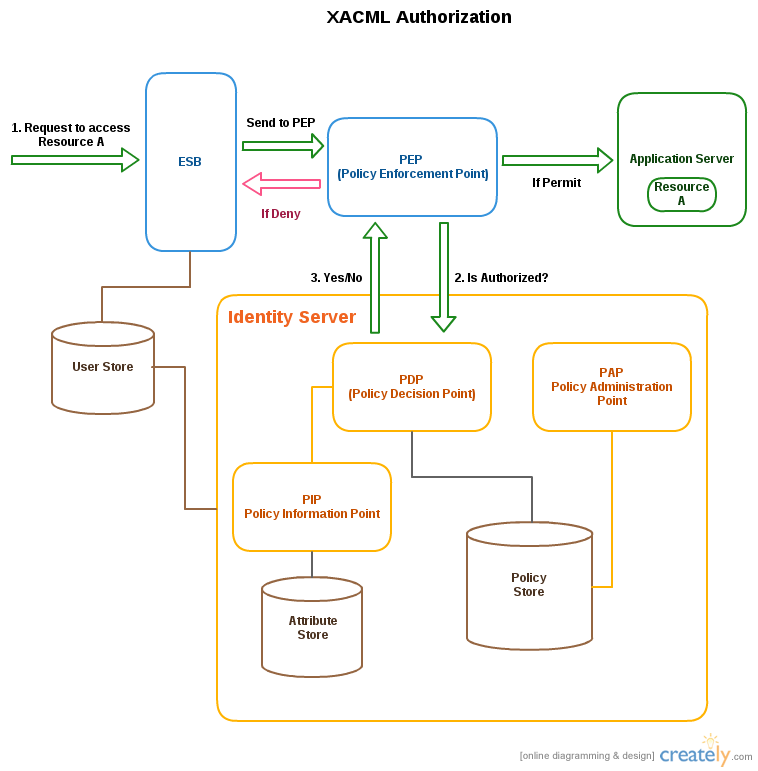 XACML Authorization
1. Request to access
Resource A
ESB
Send to PEP
If Deny
PEP
(Policy Enforcement Point)
If Permit
Application Server
Resource
A
3. Yes/No
2. Is Authorized?
Identity Server
User Store
PDP
(Policy Decision Point)
PAP
Policy Administration
Point
PIP
Policy Information Point
Attribute
Store
Policy
Store
[online diagramming & design] creately.com